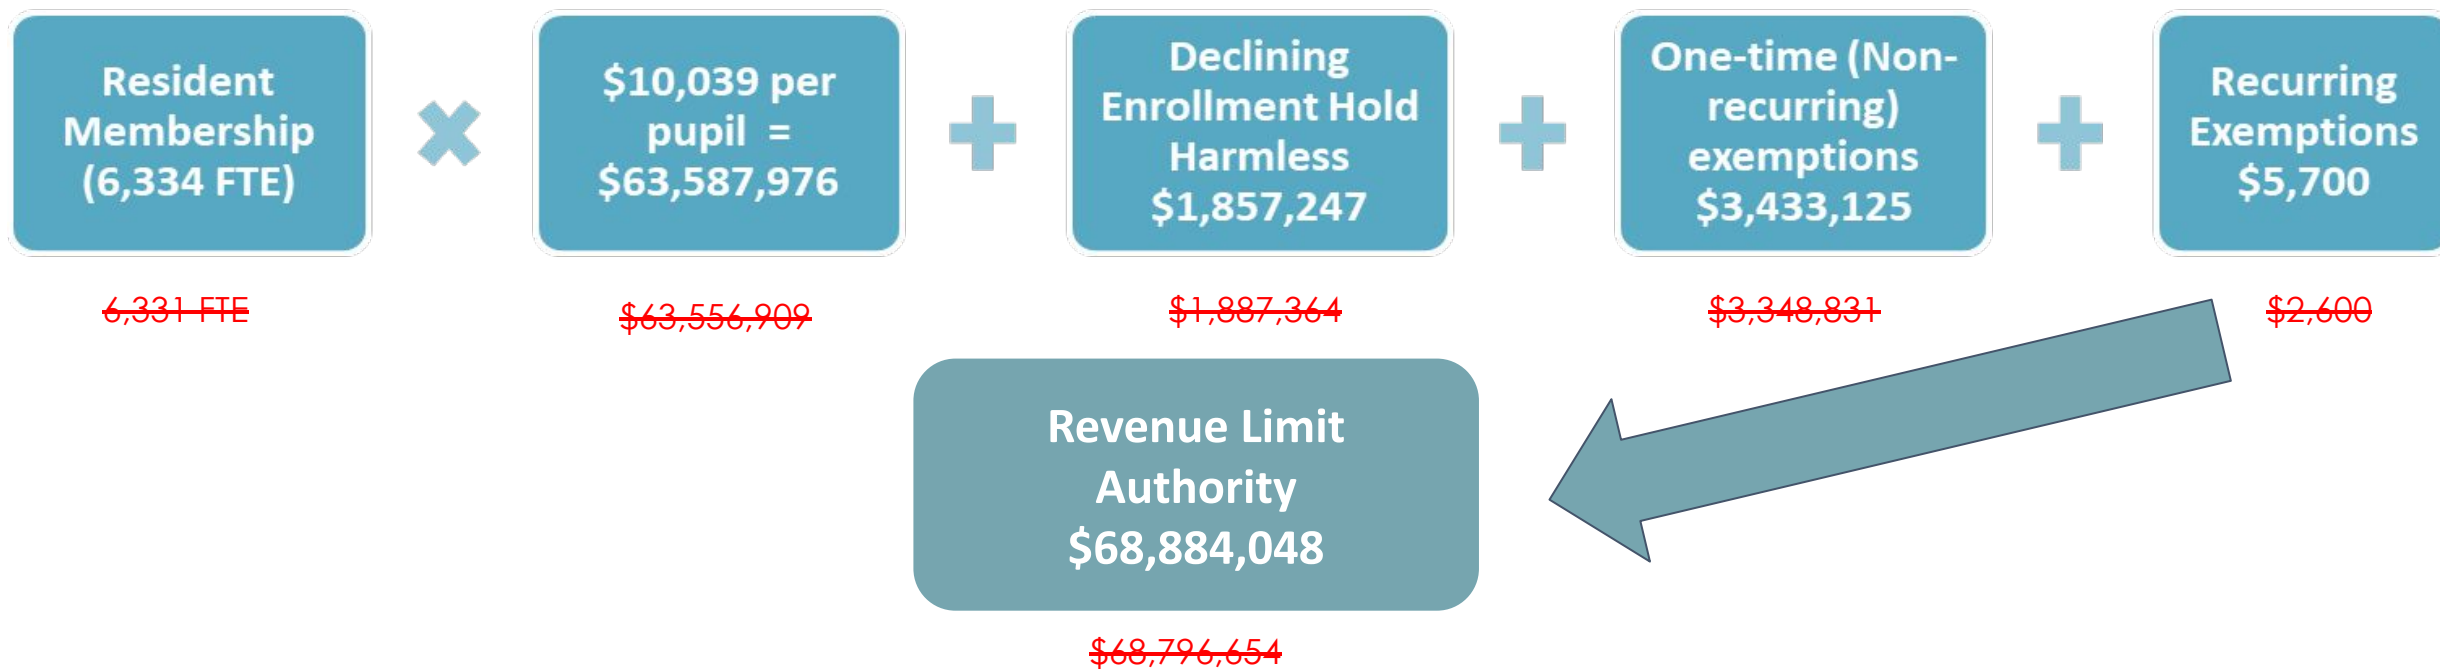 Resident
Membership
(6,334 FTE)
$10,039 per
pupil =
$63,587,976
Declining
Enrollment Hold
Harmless
$1,857,247
One-time (Non-
recurring)
exemptions
$3,433,125
Recurring
Exemptions
$5,700
6,331 FTE
$63,556,909
$1,887,364
$3,348,831
$2,600
Revenue Limit
Authority
$68,884,048
$68,796,654